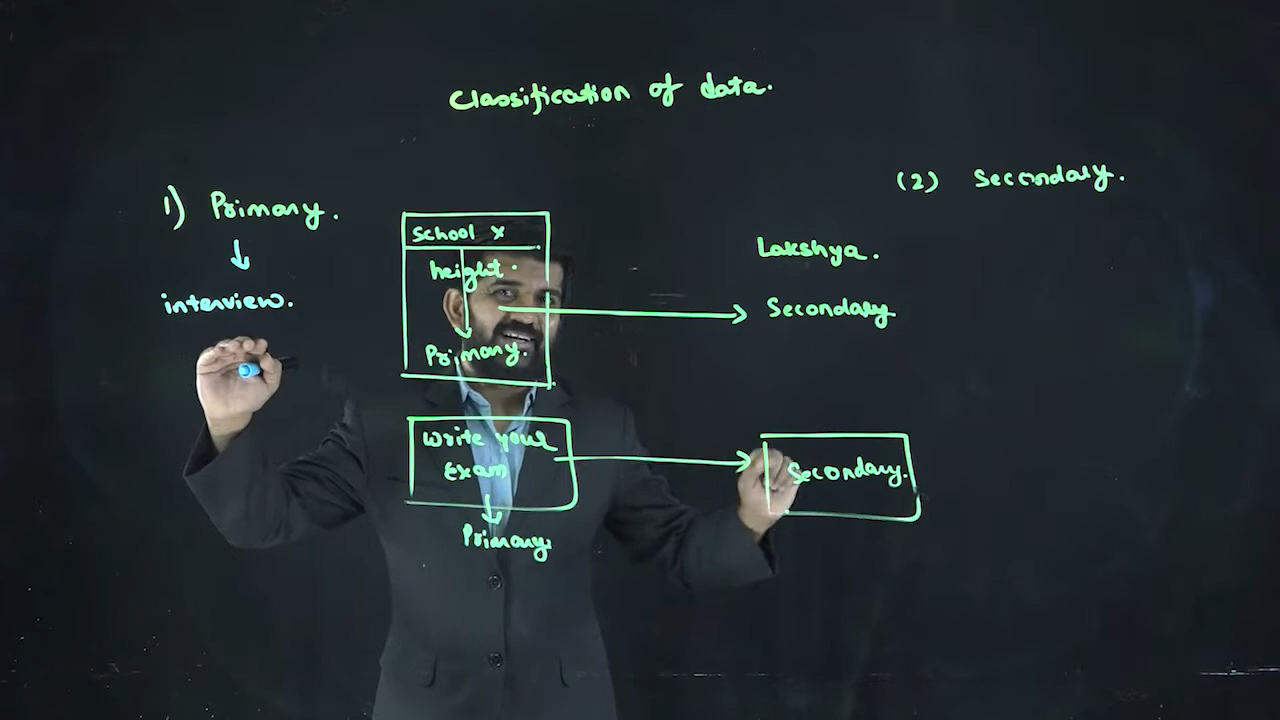 Classification of data.
1) Primary.
interview.
School x
height.
Primary.
Write your
Exam
Primary.
(2) Secondary.
Lakshya.
Secondary
Secondary.